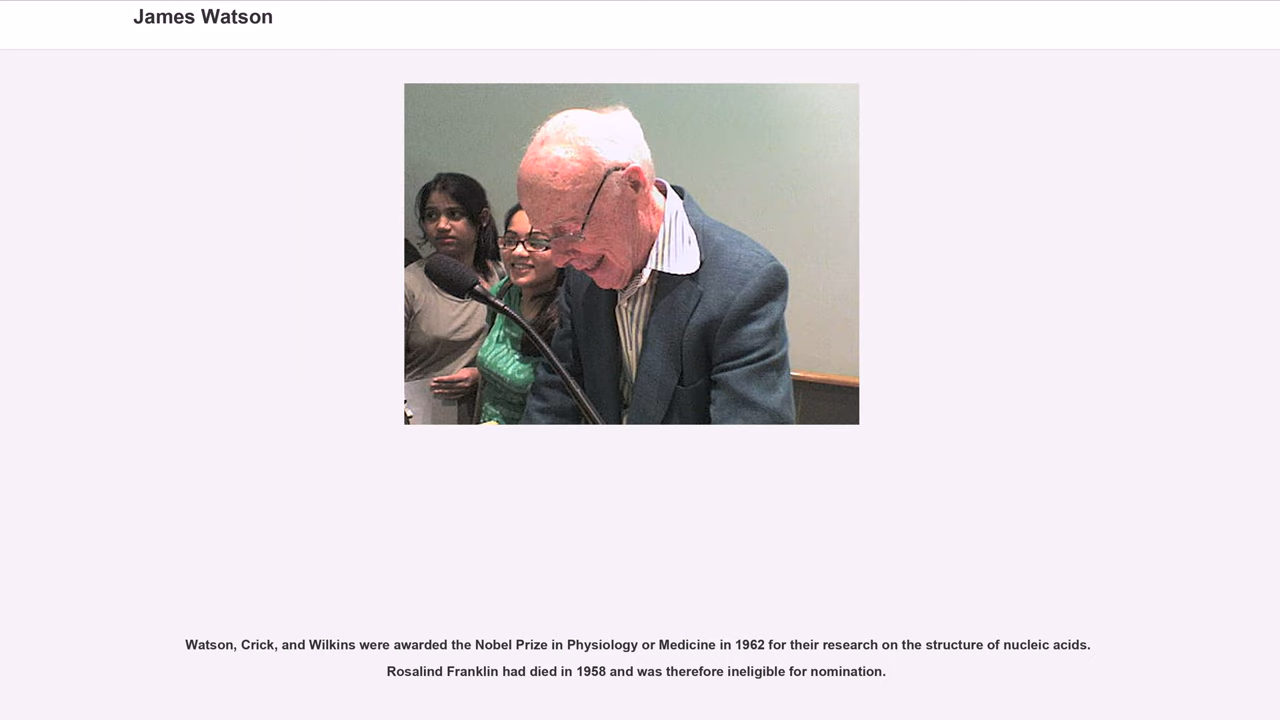 James Watson
Watson, Crick, and Wilkins were awarded the Nobel Prize in Physiology or Medicine in 1962 for their research on the structure of nucleic acids.
Rosalind Franklin had died in 1958 and was therefore ineligible for nomination.